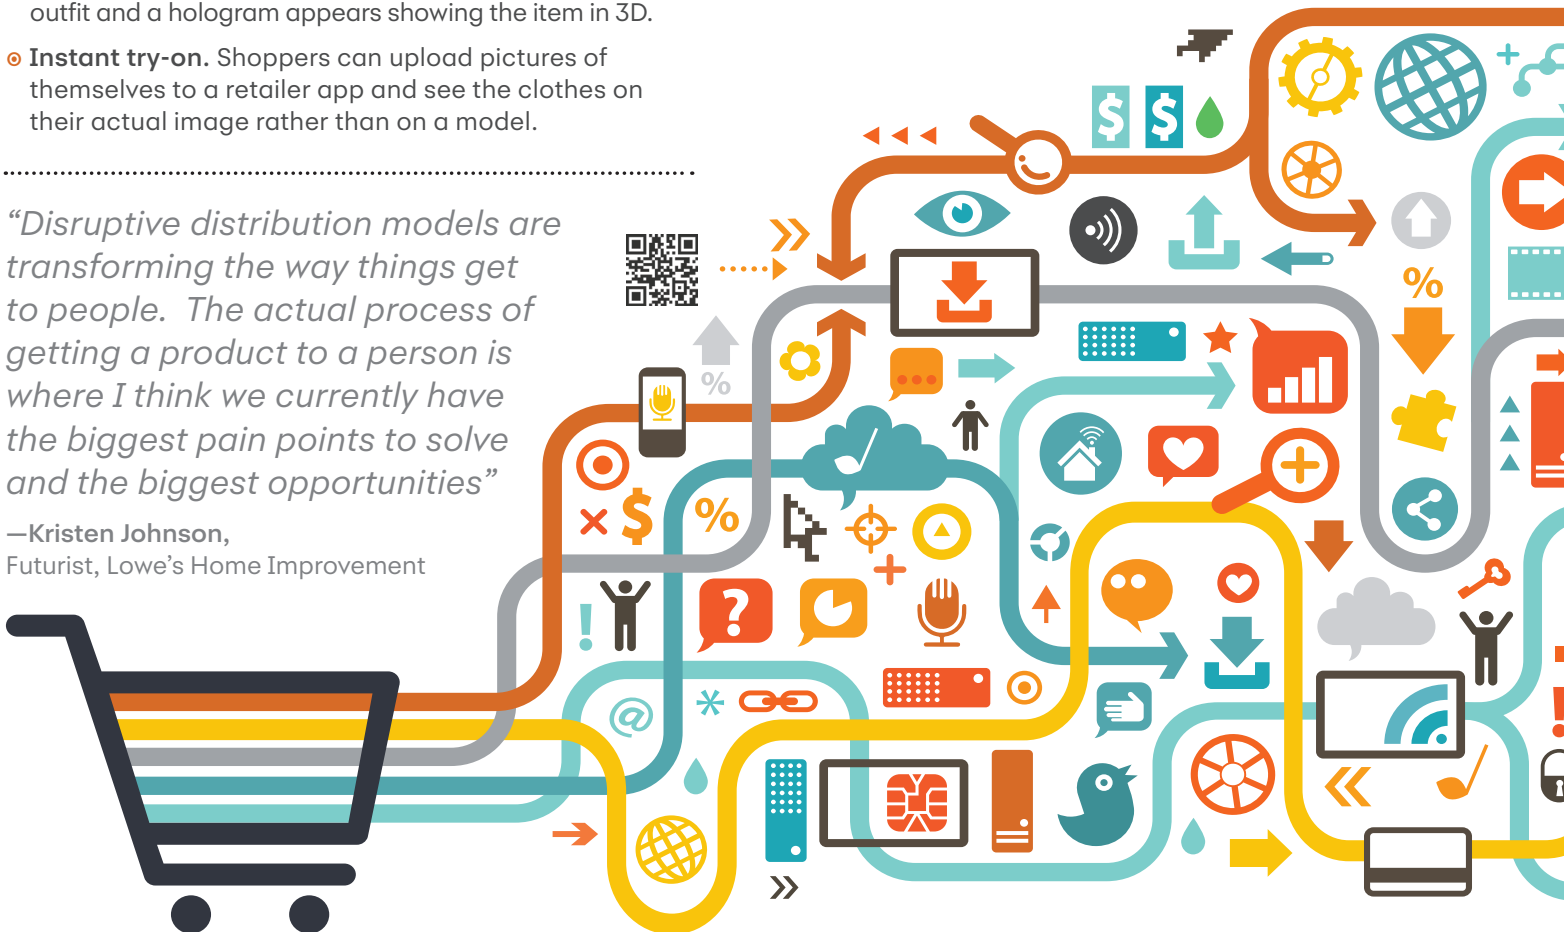 outfit and a hologram appears showing the item in 3D.
Instant try-on. Shoppers can upload pictures of
themselves to a retailer app and see the clothes on
their actual image rather than on a model.
“Disruptive distribution models are
transforming the way things get
to people.  The actual process of
getting a product to a person is
where I think we currently have
the biggest pain points to solve
and the biggest opportunities”
—Kristen Johnson,
Futurist, Lowe’s Home Improvement